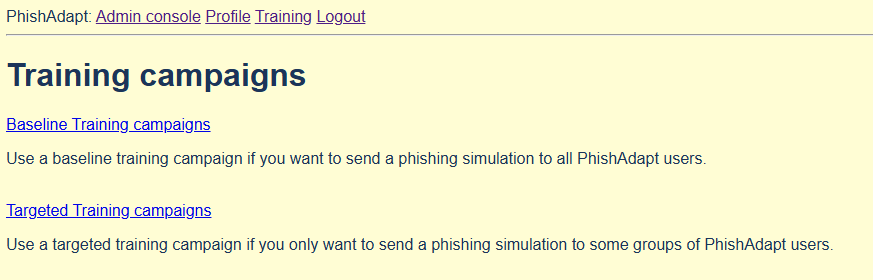 PhishAdapt: Admin console Profile Training Logout
Training campaigns
Baseline Training campaigns
Use a baseline training campaign if you want to send a phishing simulation to all PhishAdapt users.
Targeted Training campaigns
Use a targeted training campaign if you only want to send a phishing simulation to some groups of PhishAdapt users.